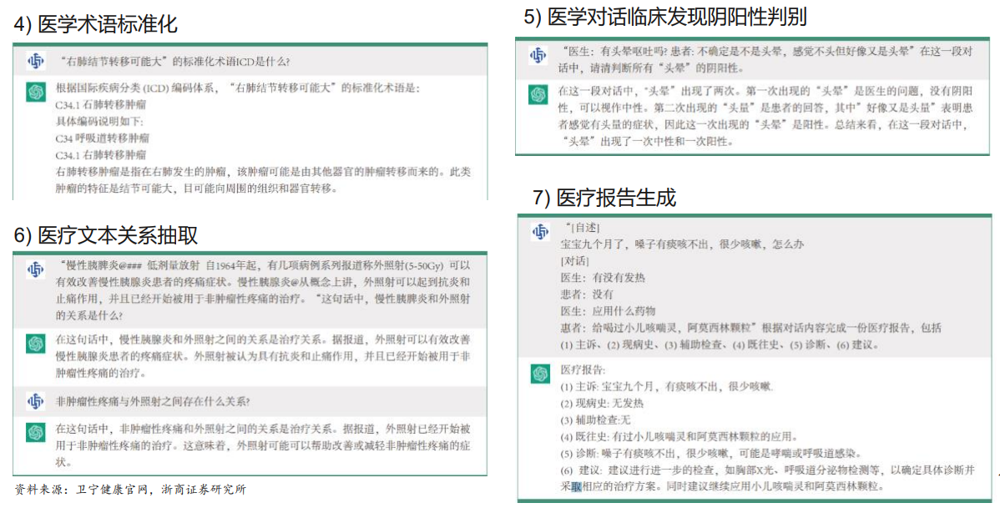 4) 医学术语标准化
“右肺结节转移可能大”的标准化术语ICD是什么?
根据国际疾病分类 (ICD) 编码体系，“右肺结节转移可能大”的标准化术语是:
C34.1 石肺转移肿瘤
具体编码说明如下:
C34 呼吸道转移肿瘤
C34.1 右肺转移肿瘤
右肺转移肿瘤是指在右肺发生的肿瘤，该肿瘤可能是由其他器官的肿瘤转移而来的。此类
肿瘤的特征是结节可能大，目可能向周围的组织和器官转移。
6) 医疗文本关系抽取
“慢性胰脾炎@### 低剂量放射 自1964年起，有几项病例系列报道称外照射(5-50Gy) 可以
有效改善慢性胰腺炎患者的疼痛症状。慢性胰腺炎@从概念上讲，外照射可以起到抗炎和
止痛作用，并且已经开始被用于非肿瘤性疼痛的治疗。“这句话中，慢性胰脾炎和外照射
的关系是什么?
在这句话中，慢性胰腺炎和外照射之间的关系是治疗关系。据报道，外照射可以有效改善
慢性胰腺炎患者的疼痛症状。外照射被认为具有抗炎和止痛作用，并且已经开始被用于非
肿瘤性疼痛的治疗。
非肿瘤性疼痛与外照射之间存在什么关系?
在这句话中，非肿瘤性疼痛和外照射之间的关系是治疗关系。据报道，外照射已经开始被
用于非肿瘤性疼痛的治疗。这意味着，外照射可能可以帮助改善或减轻非肿瘤性疼痛的症
状。
资料来源：卫宁健康官网，浙商证券研究所
5) 医学对话临床发现阴阳性判别
“医生：有头晕呕吐吗? 患者: 不确定是不是头晕，感觉不头但好像又是头晕” 在这一段对
话中，请请判断所有“头晕”的阴阳性。
在这一段对话中，“头晕”出现了两次。第一次出现的“头晕”是医生的问题，没有阴阳
性，可以视作中性。第二次出现的“头量”是患者的回答，其中”好像又是头量”表明患
者感觉有头量的症状，因此这一次出现的“头晕”是阳性。总结来看，在这一段对话中，
“头晕”出现了一次中性和一次阳性。
7) 医疗报告生成
“[自述]
宝宝九个月了，嗓子有痰咳不出，很少咳嗽，怎么办
[对话]
医生：有没有发热
悲者：没有
医生：应用什么药物
惠者：给喝过小儿咳喘灵，阿莫西林颗粒”根据对话内容完成一份医疗报告，包括
(1) 主诉、(2) 现病史、(3) 辅助检查、(4) 既往史、(5) 诊断、(6) 建议。
医疗报告:
(1) 主诉: 宝宝九个月，有痰咳不出，很少咳嗽.
(2) 现病史: 无发热
(3) 辅助检查:无
(4) 既往史: 有过小儿咳喘灵和阿莫西林颗粒的应用。
(5) 诊断: 嗓子有痰咳不出，很少咳嗽，可能是哮喘或呼吸道感染。
(6) 建议: 建议进行进一步的检查，如胸部X光、呼吸道分泌物检测等，以确定具体诊断并
采取相应的治疗方案。同时建议继续应用小儿咳喘灵和阿莫西林颗粒。